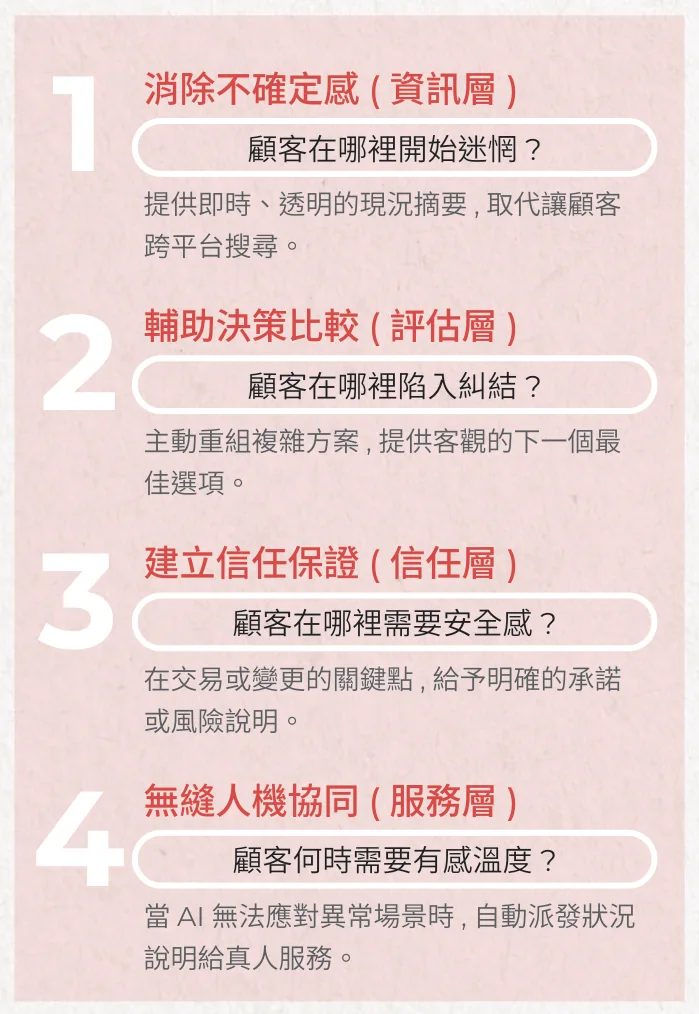 1
消除不確定感 ( 資訊層 )
顧客在哪裡開始迷惘？
提供即時、透明的現況摘要 , 取代讓顧客
跨平台搜尋。
2
輔助決策比較 ( 評估層 )
顧客在哪裡陷入糾結？
主動重組複雜方案 , 提供客觀的下一個最
佳選項。
3
建立信任保證 ( 信任層 )
顧客在哪裡需要安全感？
在交易或變更的關鍵點 , 給予明確的承諾
或風險說明。
4
無縫人機協同 ( 服務層 )
顧客何時需要有感溫度？
當 AI 無法應對異常場景時 , 自動派發狀況
說明給真人服務。